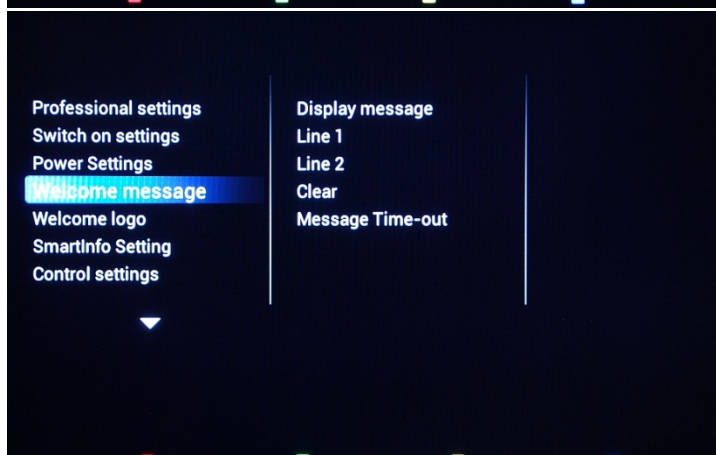 Professional settings
Switch on settings
Power Settings
Welcome message
Welcome logo
SmartInfo Setting
Control settings
Display message
Line 1
Line 2
Clear
Message Time-out